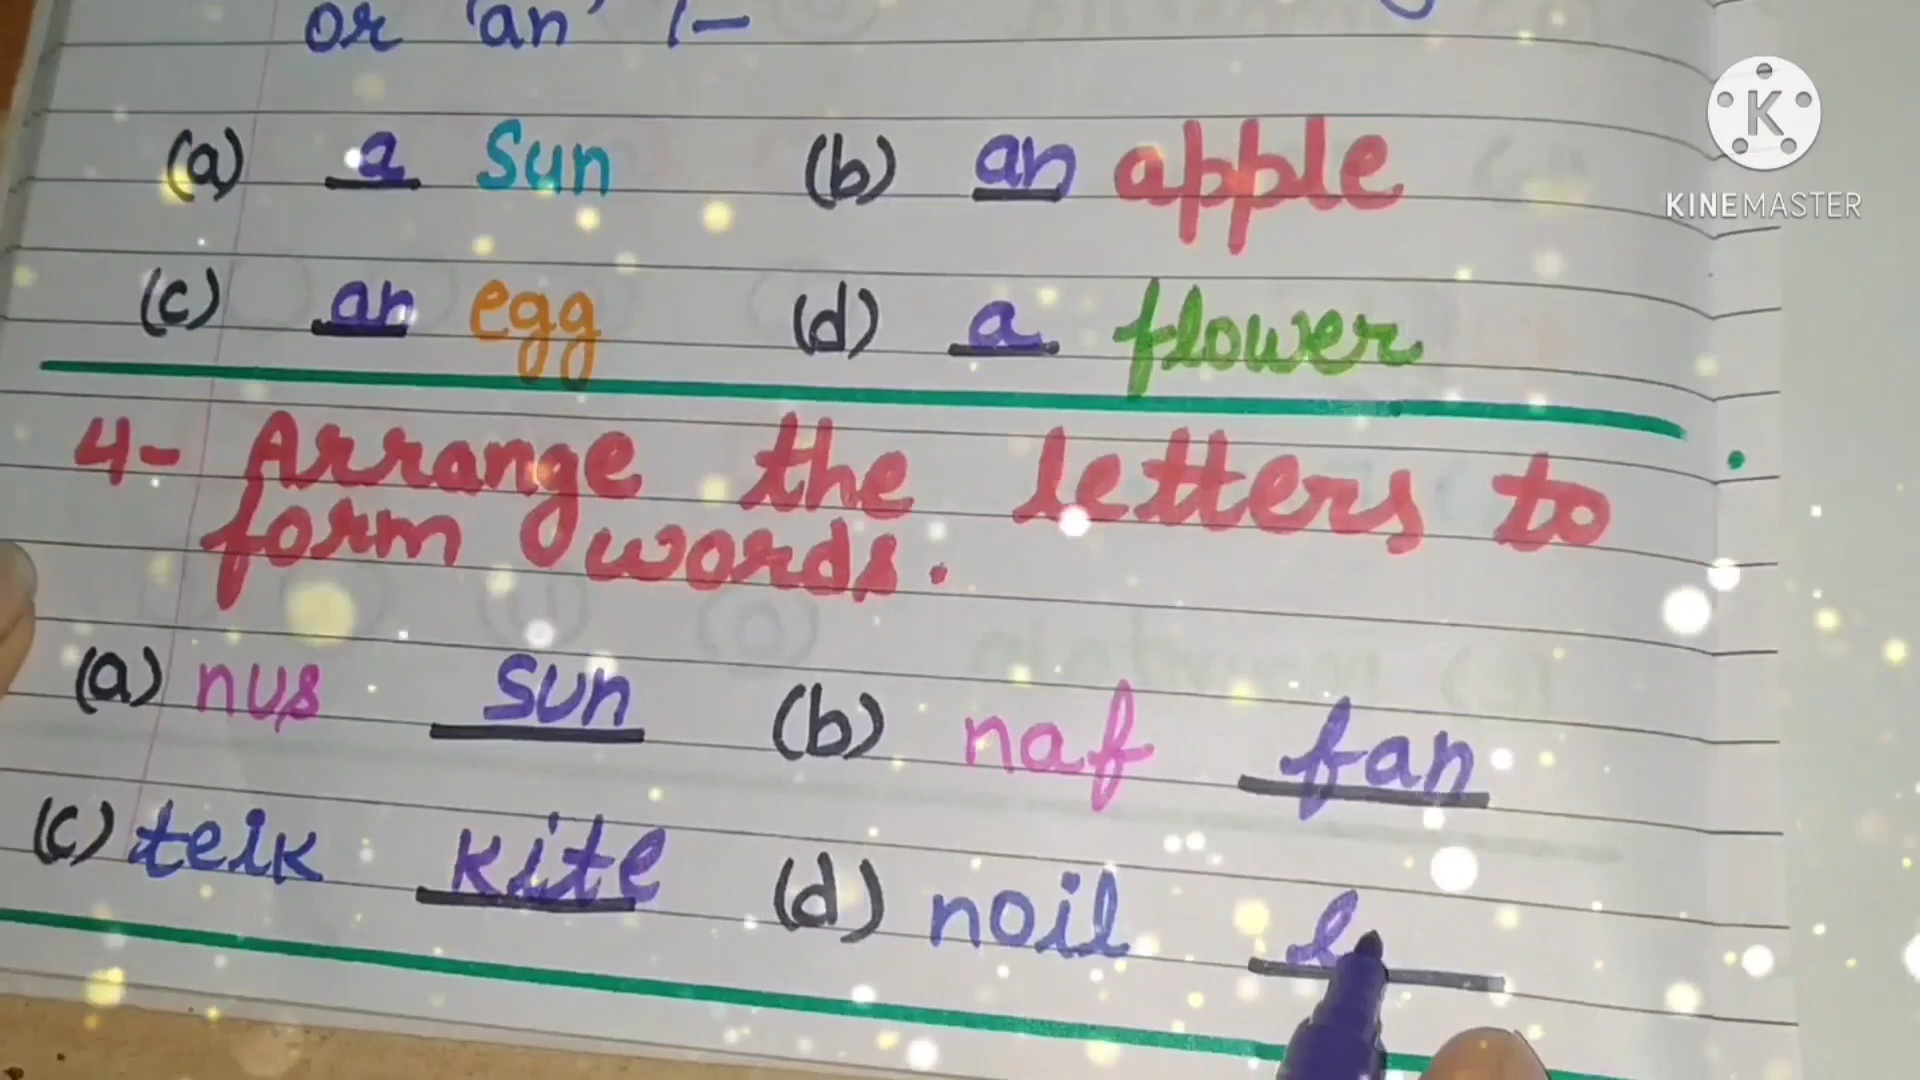 or 'an' :-
(a) a Sun (b) an apple
(c) an egg (d) a flower
4- Arrange the letters to
form words.
(a) nus sun (b) naf fan
(c) teik kite (d) noil l
K
KINEMASTER